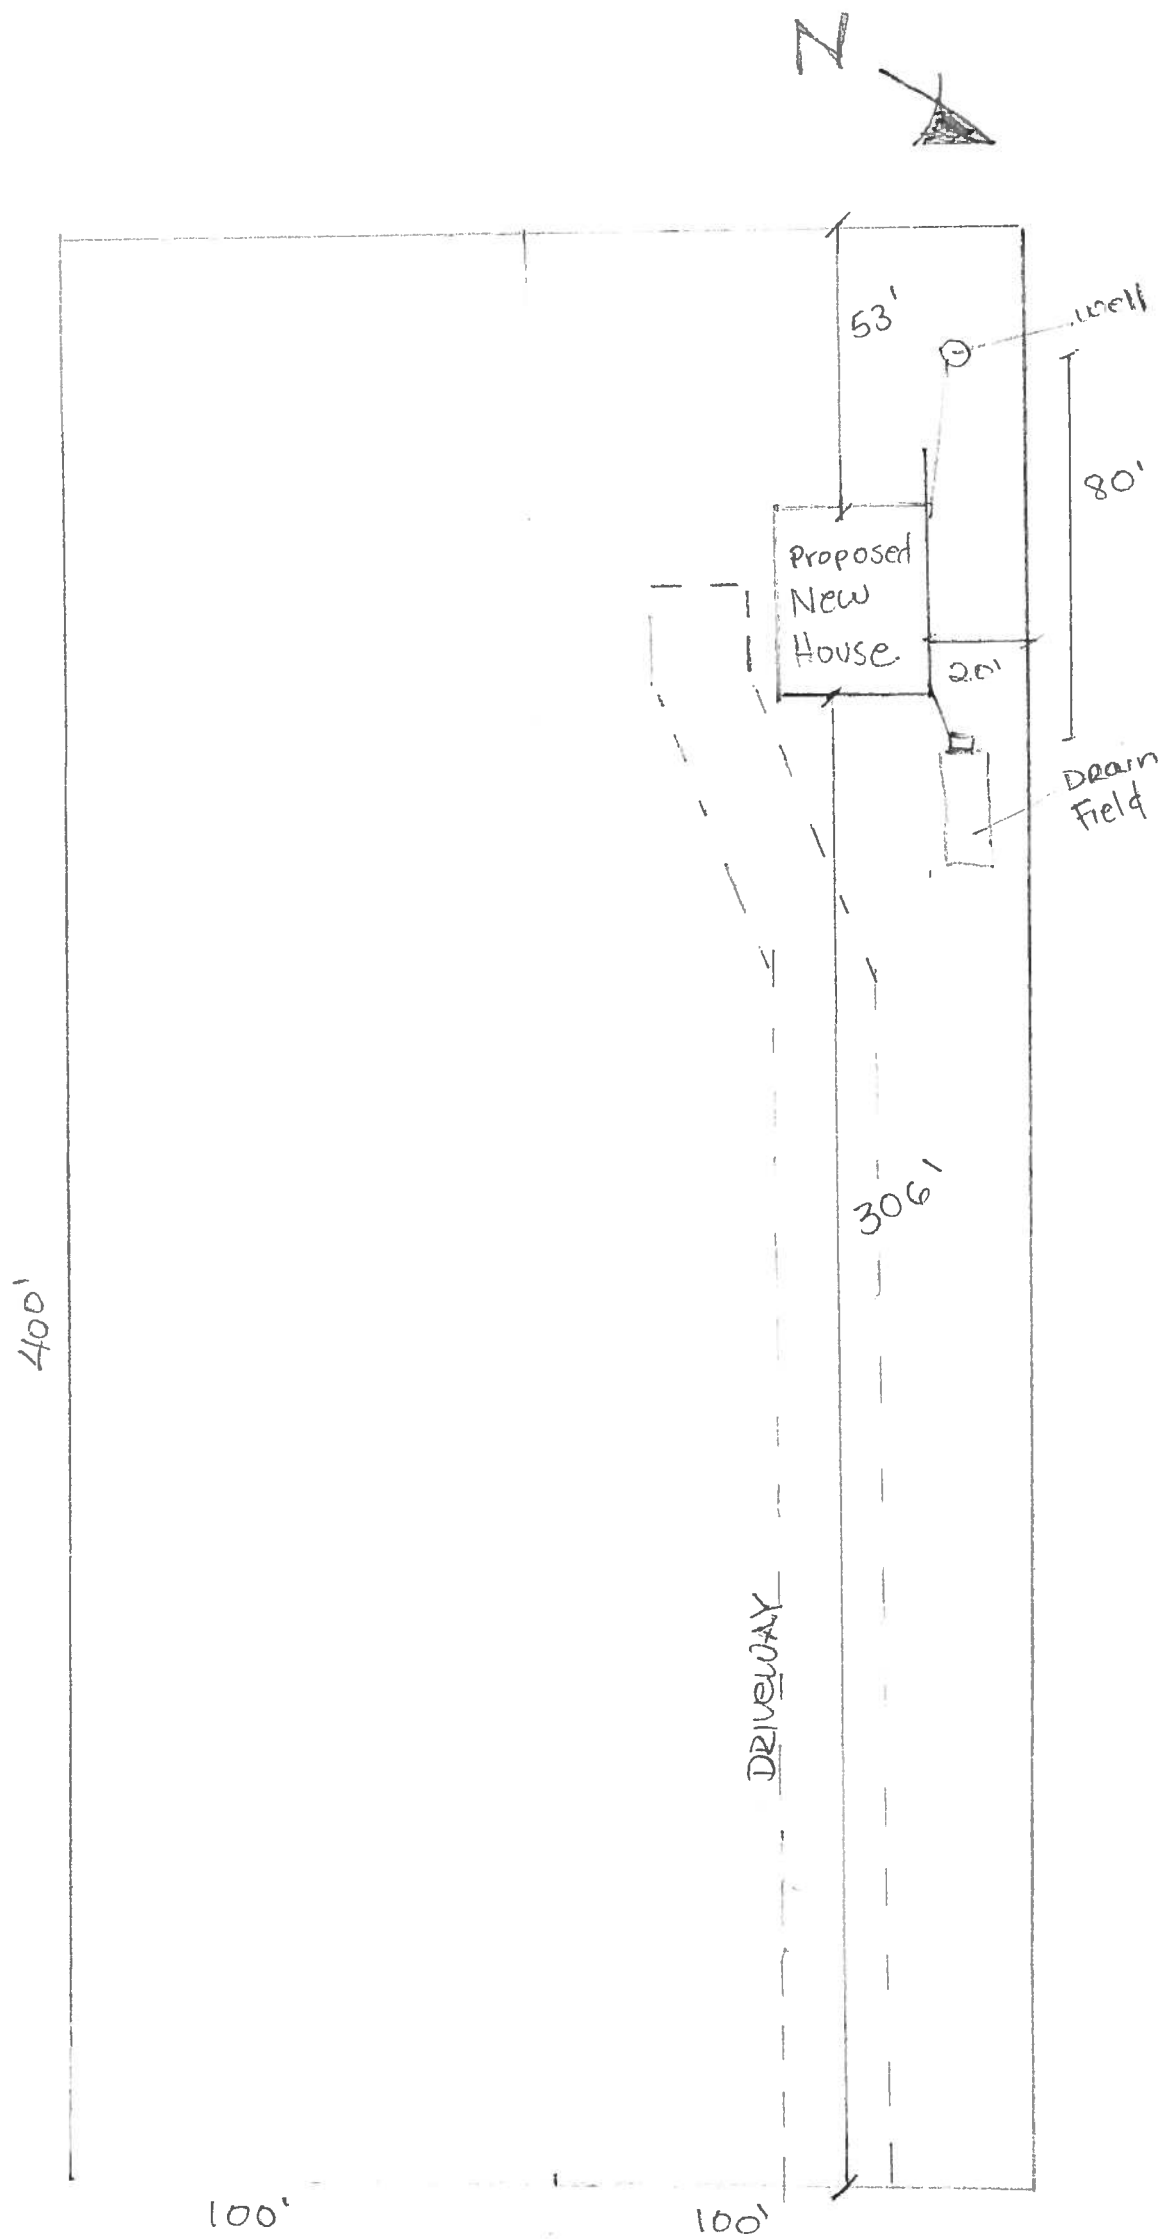 N
53'
well
80'
Proposed
New
House.
20'
Drain
Field
306'
400'
DRIVEWAY
100'
100'